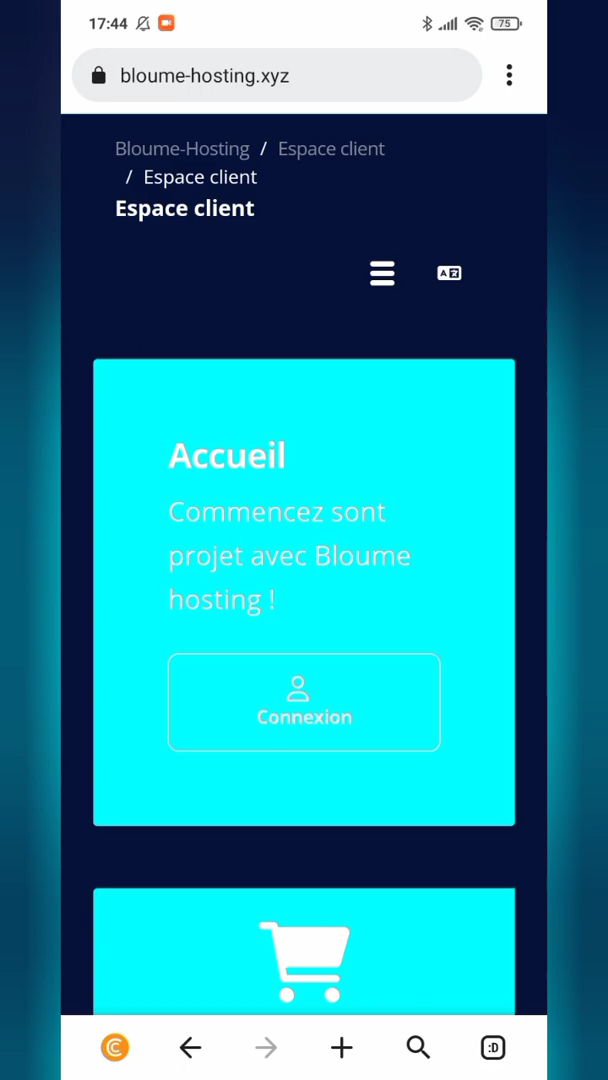 17:44 75
bloume-hosting.xyz
Bloume-Hosting / Espace client
/ Espace client
Espace client
A
Accueil
Commencez sont
projet avec Bloume
hosting !
Connexion
C :D